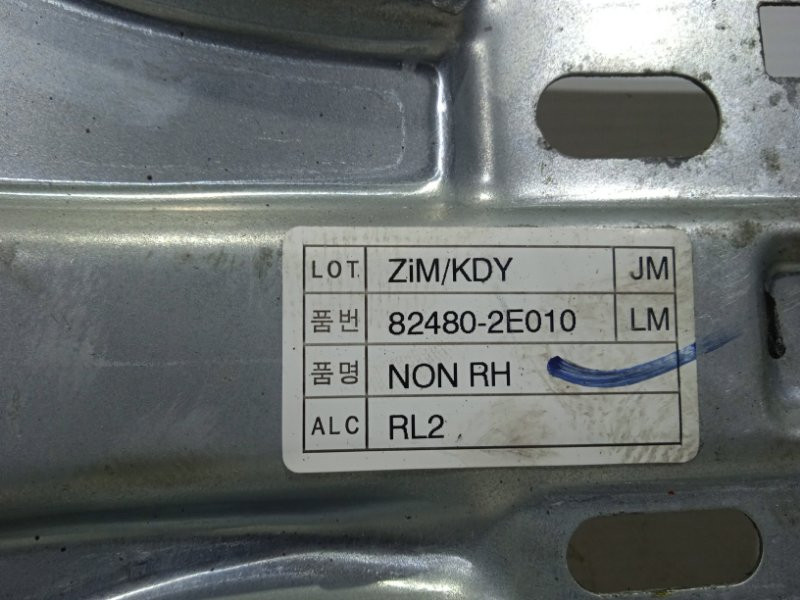 LOT ZiM/KDY JM
품번 82480-2E010 LM
품명 NON RH
ALC RL2